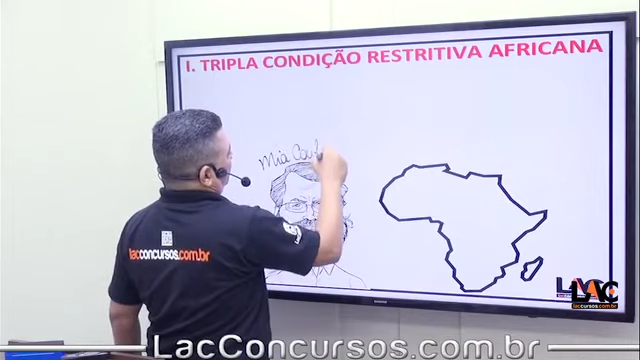 I. TRIPLA CONDIÇÃO RESTRITIVA AFRICANA
Mia Cou
lacconcursos.com.br
LAC
lacconcursos.com.br
LacConcursos.com.br